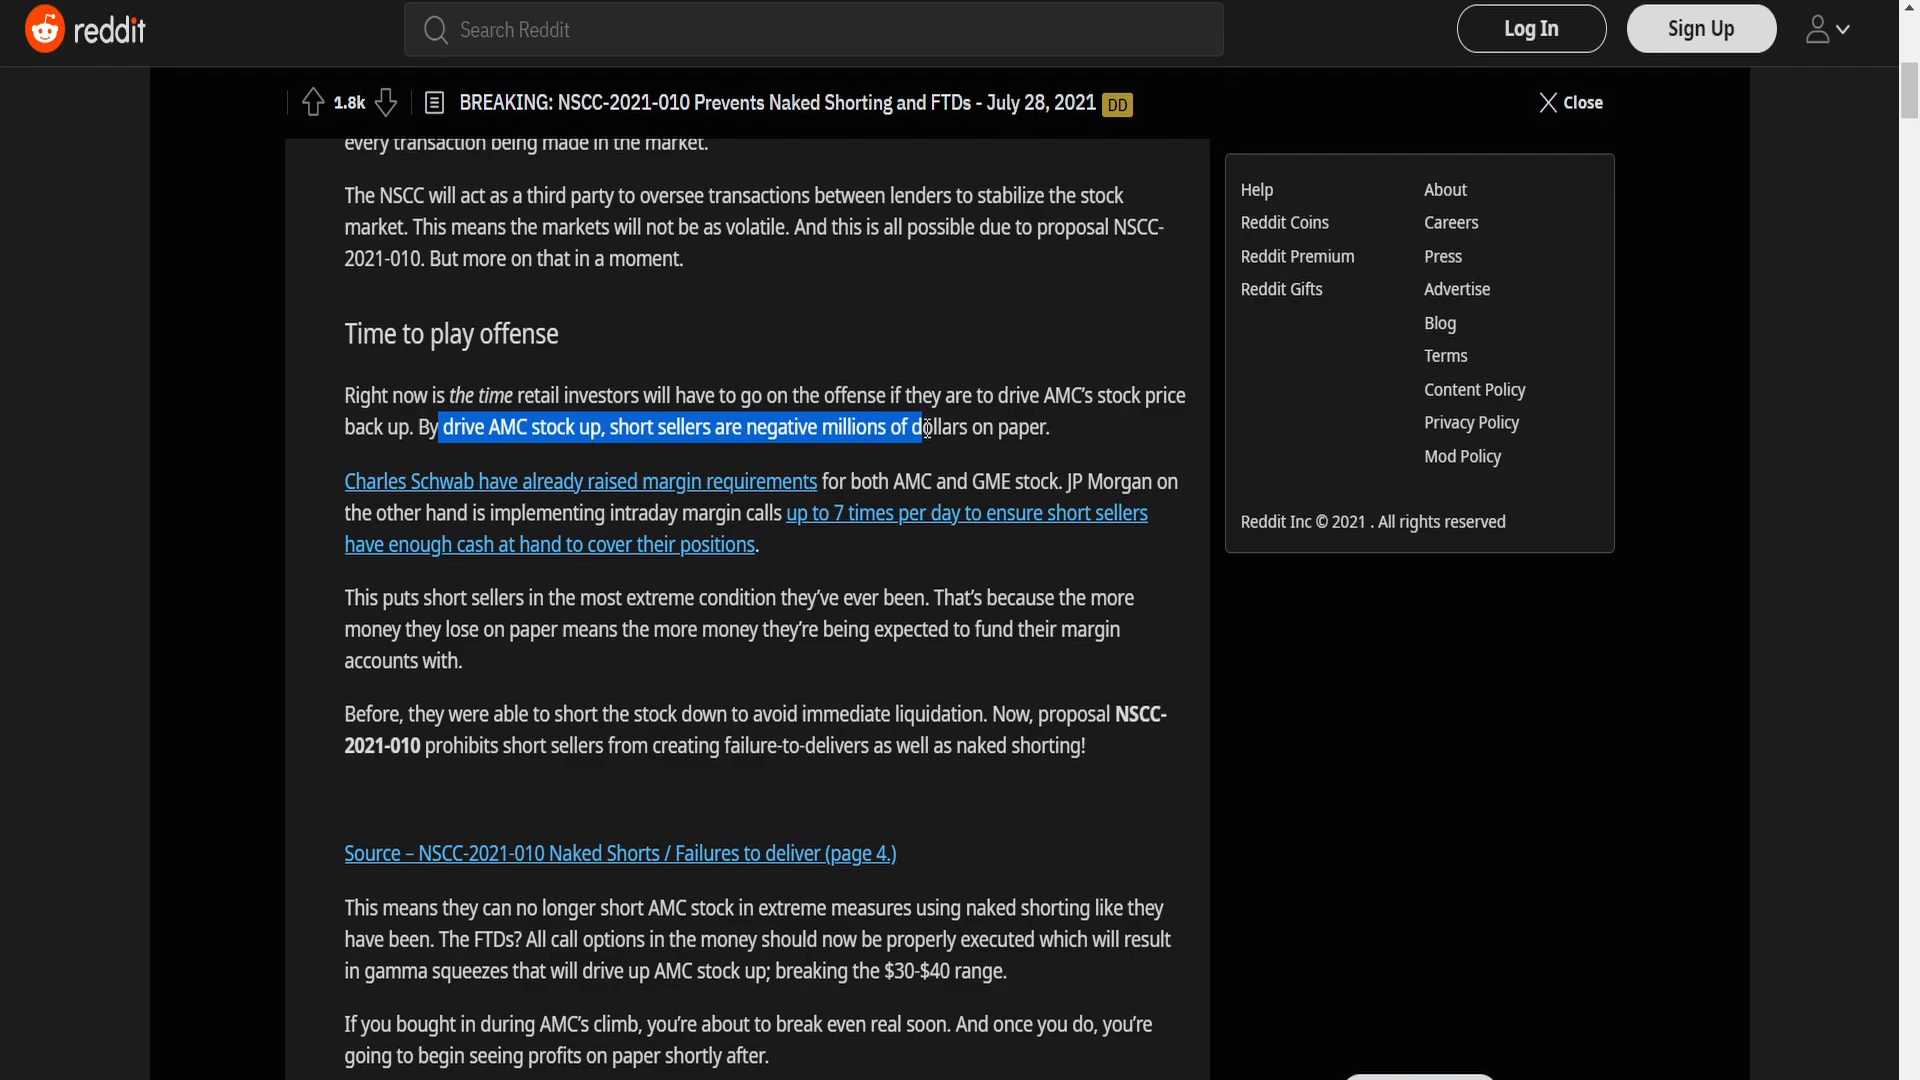 reddit
Search Reddit
Log In
Sign Up
1.8k
BREAKING: NSCC-2021-010 Prevents Naked Shorting and FTDs - July 28, 2021 DD
Close
every transaction being made in the market.
The NSCC will act as a third party to oversee transactions between lenders to stabilize the stock
market. This means the markets will not be as volatile. And this is all possible due to proposal NSCC-
2021-010. But more on that in a moment.
Time to play offense
Right now is the time retail investors will have to go on the offense if they are to drive AMC’s stock price
back up. By drive AMC stock up, short sellers are negative millions of dollars on paper.
Charles Schwab have already raised margin requirements for both AMC and GME stock. JP Morgan on
the other hand is implementing intraday margin calls up to 7 times per day to ensure short sellers
have enough cash at hand to cover their positions.
This puts short sellers in the most extreme condition they’ve ever been. That’s because the more
money they lose on paper means the more money they’re being expected to fund their margin
accounts with.
Before, they were able to short the stock down to avoid immediate liquidation. Now, proposal NSCC-
2021-010 prohibits short sellers from creating failure-to-delivers as well as naked shorting!
Source – NSCC-2021-010 Naked Shorts / Failures to deliver (page 4.)
This means they can no longer short AMC stock in extreme measures using naked shorting like they
have been. The FTDs? All call options in the money should now be properly executed which will result
in gamma squeezes that will drive up AMC stock up; breaking the $30-$40 range.
If you bought in during AMC’s climb, you’re about to break even real soon. And once you do, you’re
going to begin seeing profits on paper shortly after.
Help
Reddit Coins
Reddit Premium
Reddit Gifts
About
Careers
Press
Advertise
Blog
Terms
Content Policy
Privacy Policy
Mod Policy
Reddit Inc © 2021 . All rights reserved